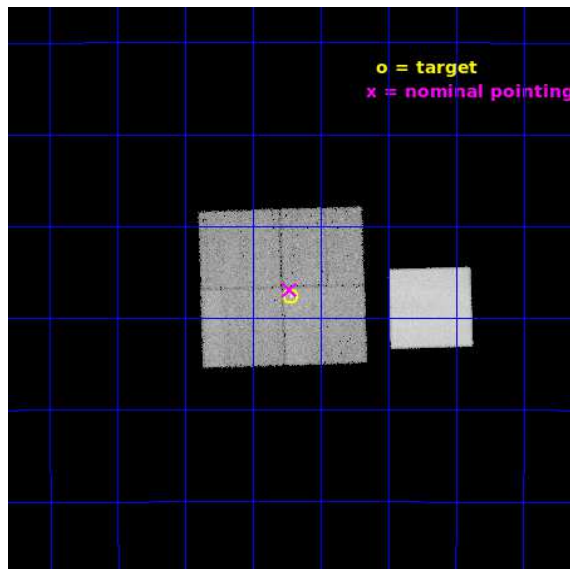 o = target
x = nominal pointing